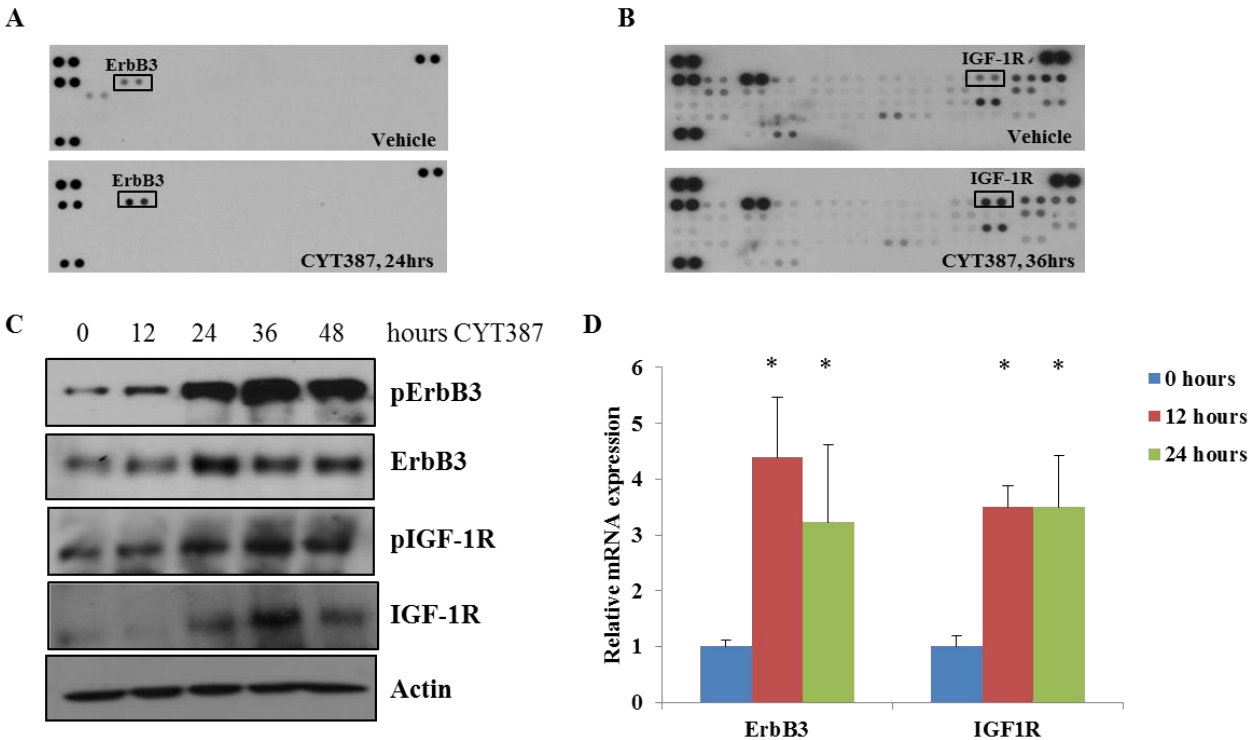 A
ErbB3
Vehicle
ErbB3
CYT387, 24hrs
B
IGF-1R
Vehicle
IGF-1R
CYT387, 36hrs
C
0 12 24 36 48 hours CYT387
pErbB3
ErbB3
pIGF-1R
IGF-1R
Actin
D
Relative mRNA expression
6
5
4
3
2
1
0
* * * *
ErbB3 IGF1R
0 hours
12 hours
24 hours